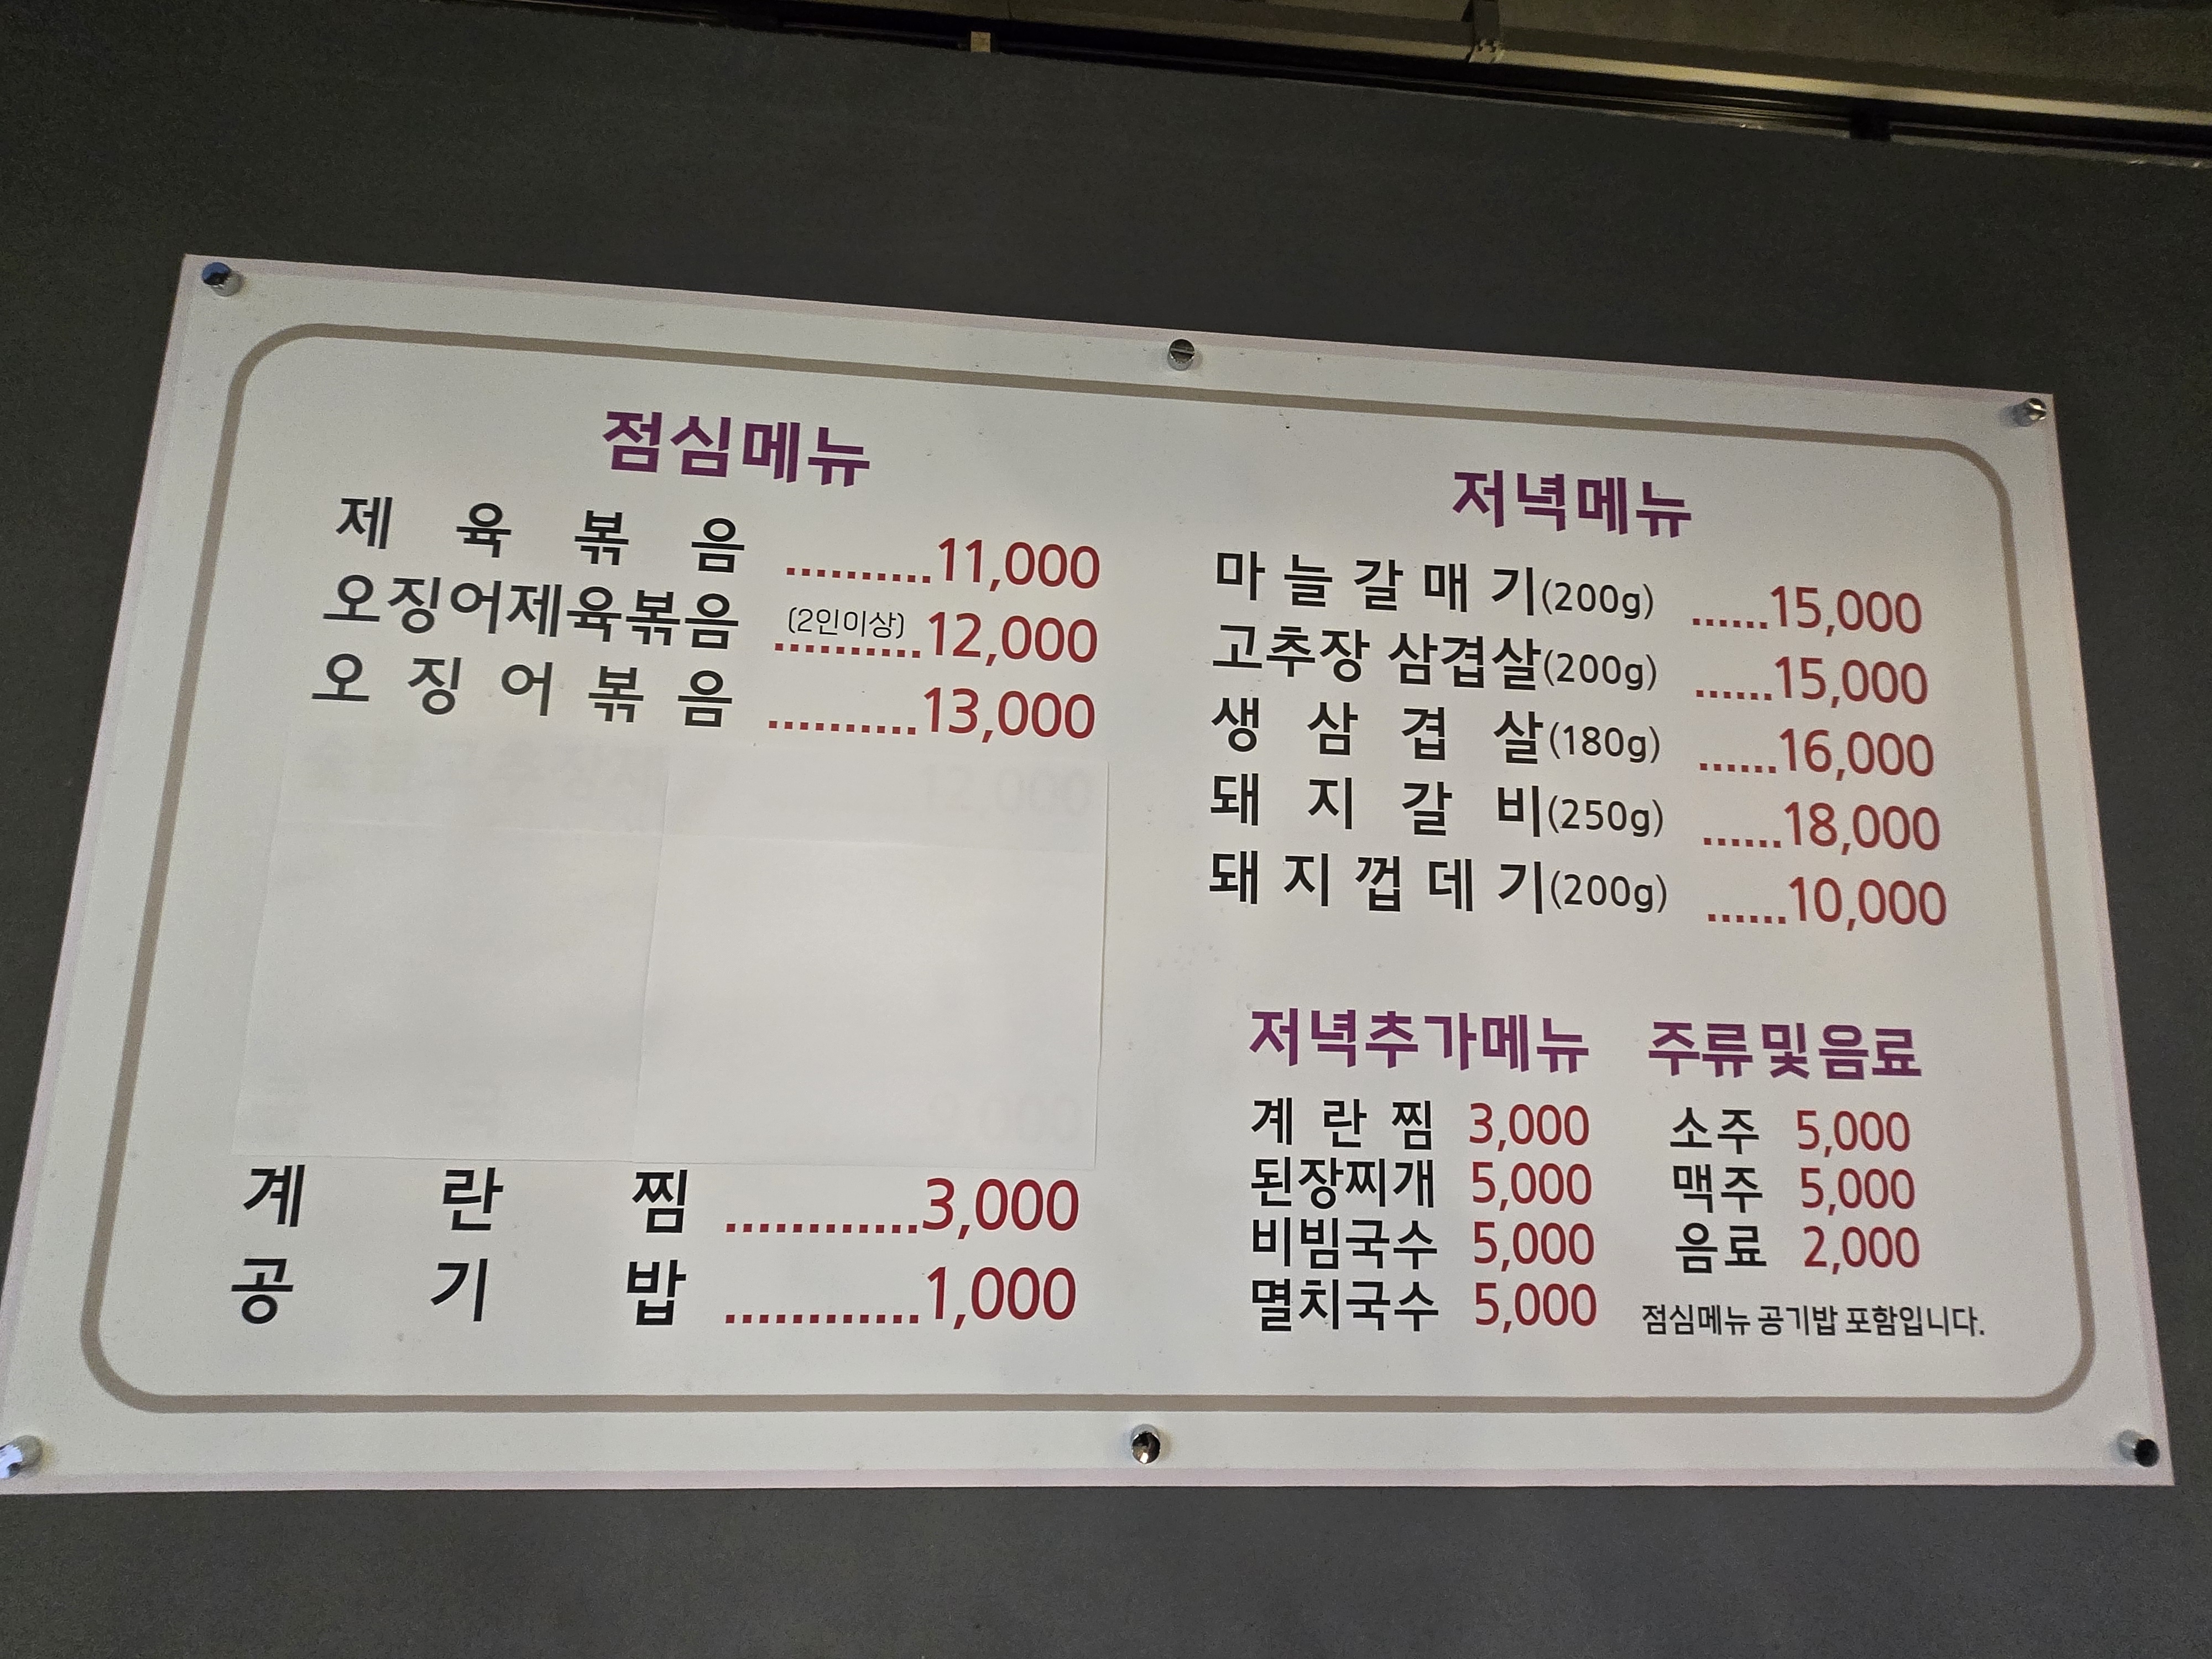 점심메뉴
제육볶음 ..........11,000
오징어제육볶음 (2인이상) ..........12,000
오징어볶음 ..........13,000
계란찜 ............3,000
공기밥 ............1,000
저녁메뉴
마늘갈매기(200g) ......15,000
고추장 삼겹살(200g) ......15,000
생삼겹살(180g) ......16,000
돼지갈비(250g) ......18,000
돼지껍데기(200g) ......10,000
저녁추가메뉴
계란찜 3,000
된장찌개 5,000
비빔국수 5,000
멸치국수 5,000
주류및음료
소주 5,000
맥주 5,000
음료 2,000
점심메뉴 공기밥 포함입니다.